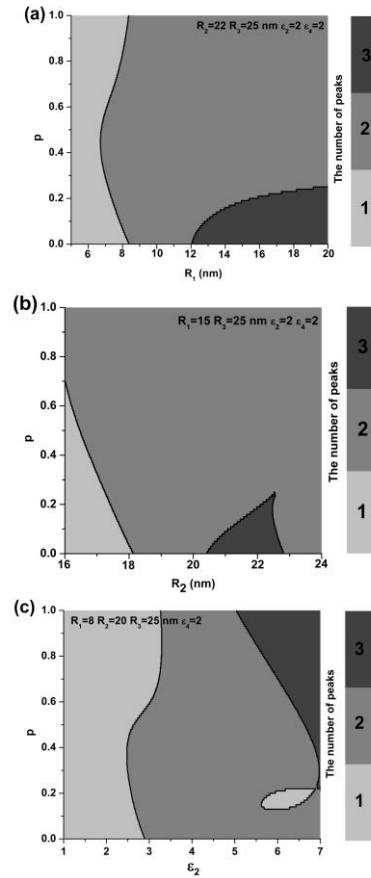 (a)
R2=22 R3=25 nm ε2=2 ε4=2
1.0
0.8
0.6
0.4
0.2
0.0
p
6 8 10 12 14 16 18 20
R1 (nm)
The number of peaks
3
2
1
(b)
R1=15 R3=25 nm ε2=2 ε4=2
1.0
0.8
0.6
0.4
0.2
0.0
p
16 18 20 22 24
R2 (nm)
The number of peaks
3
2
1
(c)
R1=8 R2=20 R3=25 nm ε4=2
1.0
0.8
0.6
0.4
0.2
0.0
p
1 2 3 4 5 6 7
ε2
The number of peaks
3
2
1